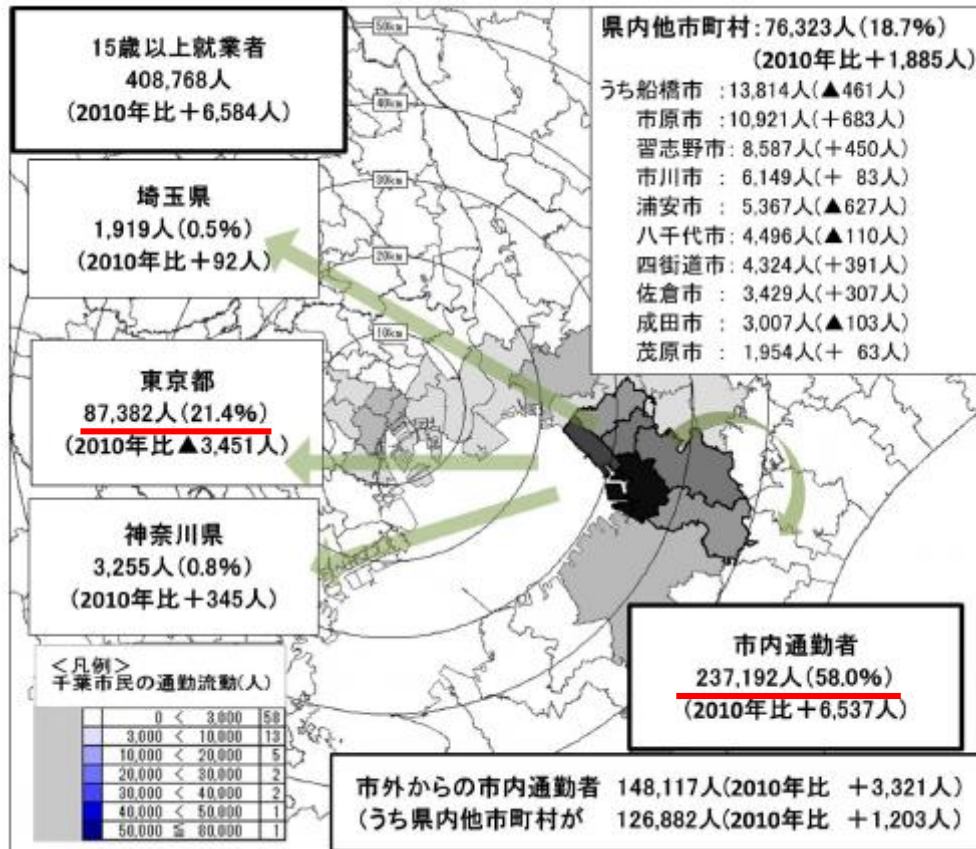 15歳以上就業者
408,768人
(2010年比+6,584人)
県内他市町村:76,323人(18.7%)
(2010年比+1,885人)
うち船橋市 :13,814人(▲461人)
市原市:10,921人(+683人)
習志野市:8,587人(+450人)
市川市 : 6,149人(+ 83人)
浦安市 : 5,367人(▲627人)
八千代市:4,496人(▲110人)
四街道市:4,324人(+391人)
佐倉市 : 3,429人(+307人)
成田市 : 3,007人(▲103人)
茂原市 : 1,954人(+ 63人)
50km
40km
30km
20km
10km
埼玉県
1,919人(0.5%)
(2010年比+92人)
東京都
87,382人(21.4%)
(2010年比▲3,451人)
神奈川県
3,255人(0.8%)
(2010年比+345人)
市内通勤者
237,192人(58.0%)
(2010年比+6,537人)
<凡例>
千葉市民の通勤流動(人)
0 < 3,000 58
3,000 < 10,000 13
10,000 < 20,000 5
20,000 < 30,000 2
30,000 < 40,000 2
40,000 < 50,000 1
50,000 ≦ 80,000 1
市外からの市内通勤者 148,117人(2010年比 +3,321人)
(うち県内他市町村が 126,882人(2010年比 +1,203人)